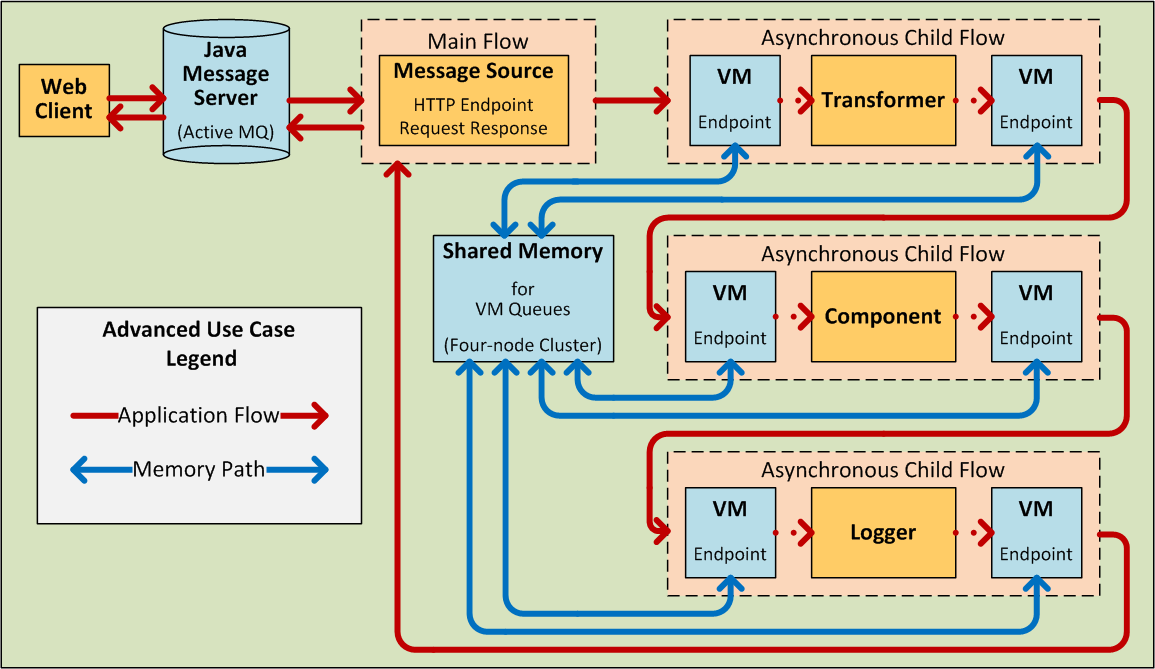 Web
Client
Java
Message
Server
(Active MQ)
Main Flow
Message Source
HTTP Endpoint
Request Response
Asynchronous Child Flow
VM
Endpoint
Transformer
VM
Endpoint
Shared Memory
for
VM Queues
(Four-node Cluster)
Asynchronous Child Flow
VM
Endpoint
Component
VM
Endpoint
Advanced Use Case
Legend
Application Flow
Memory Path
Asynchronous Child Flow
VM
Endpoint
Logger
VM
Endpoint